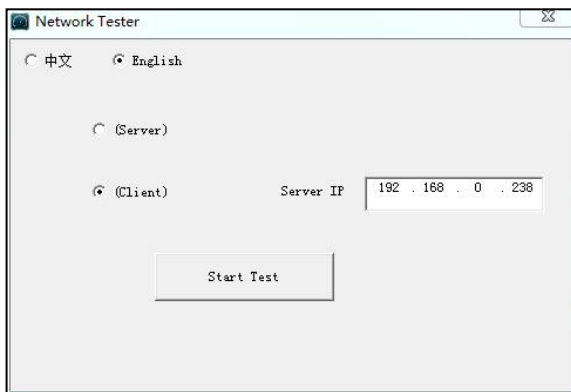 Network Tester
中文 English
(Server)
(Client) Server IP 192 . 168 . 0 . 238
Start Test